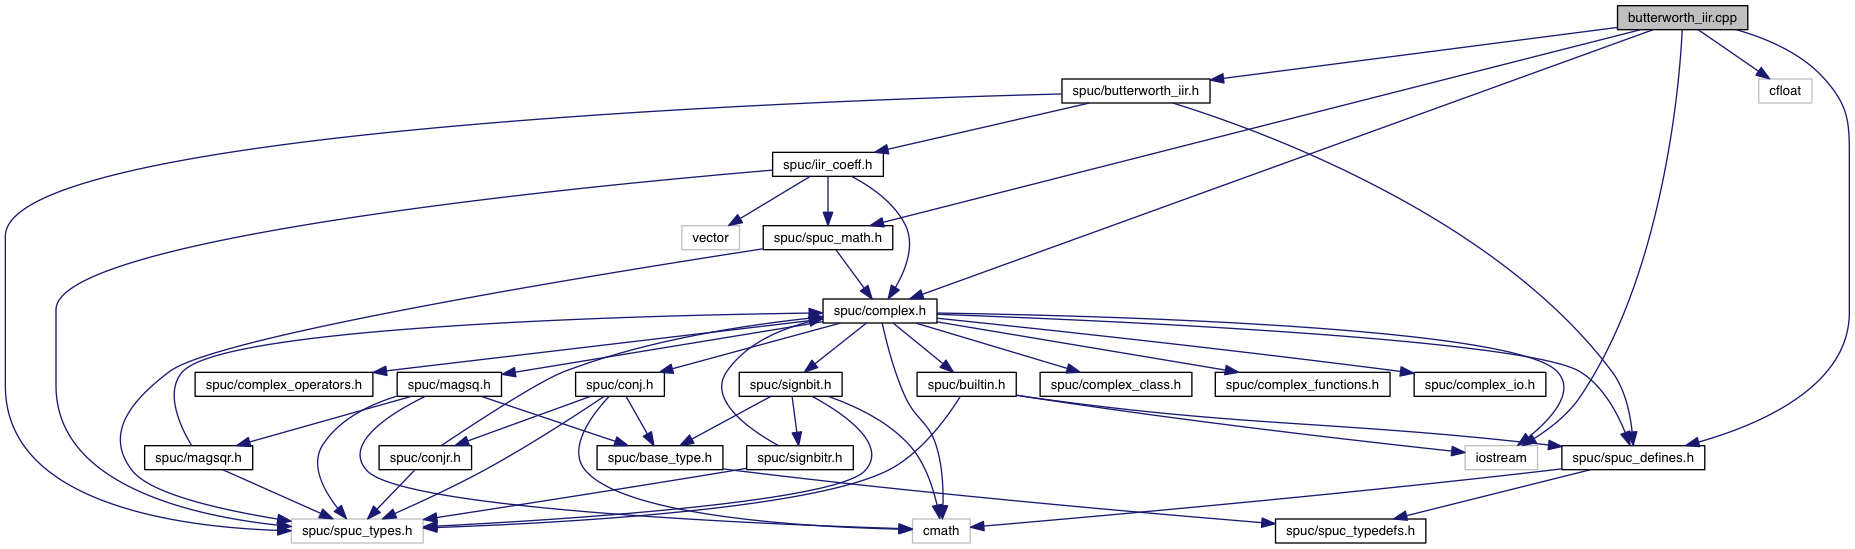 butterworth_iir.cpp
spuc/butterworth_iir.h
cfloat
spuc/iir_coeff.h
vector
spuc/spuc_math.h
spuc/complex.h
spuc/complex_operators.h
spuc/magsq.h
spuc/conj.h
spuc/signbit.h
spuc/builtin.h
spuc/complex_class.h
spuc/complex_functions.h
spuc/complex_io.h
spuc/magsqr.h
spuc/conjr.h
spuc/base_type.h
spuc/signbitr.h
iostream
spuc/spuc_defines.h
spuc/spuc_types.h
cmath
spuc/spuc_typedefs.h